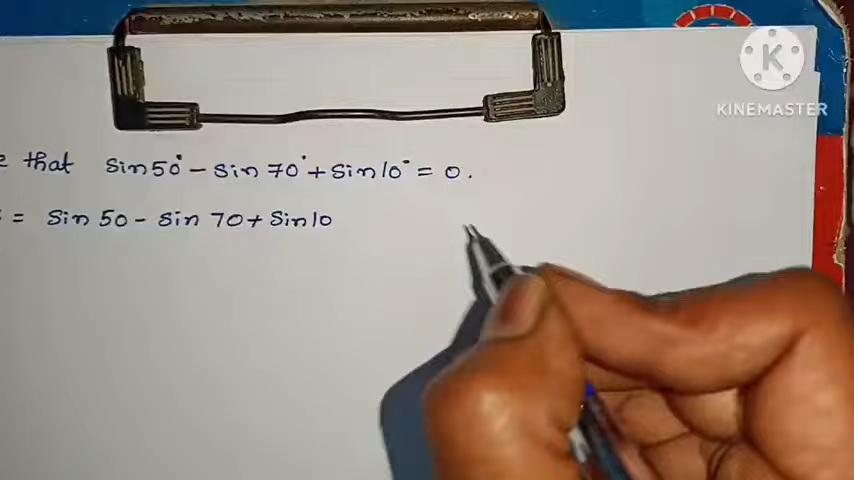 KINEMASTER
that sin50° - sin 70° + sin10° = 0.
= sin 50 - sin 70 + sin10